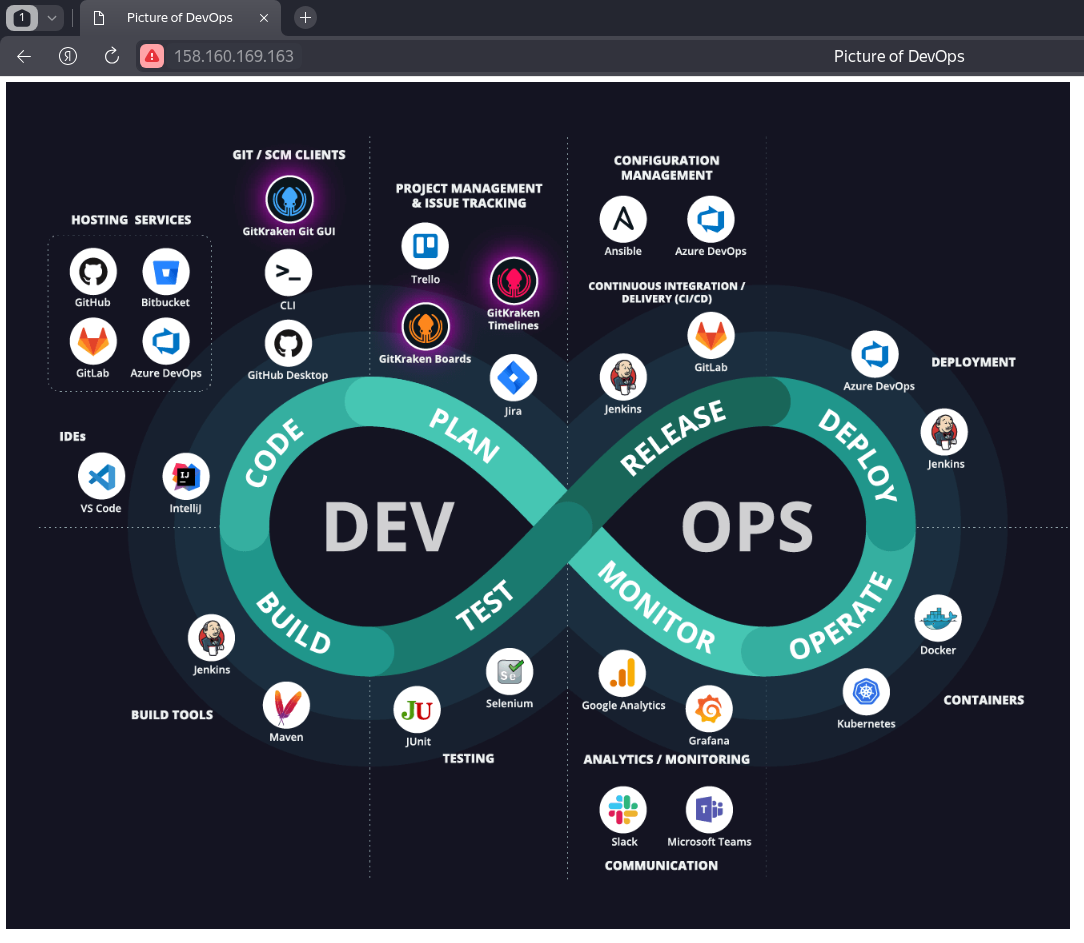 1
Picture of DevOps
Я
158.160.169.163
Picture of DevOps
GIT / SCM CLIENTS
GitKraken Git GUI
CLI
GitHub Desktop
HOSTING SERVICES
GitHub
Bitbucket
GitLab
Azure DevOps
PROJECT MANAGEMENT
& ISSUE TRACKING
Trello
GitKraken
Timelines
GitKraken Boards
Jira
CONFIGURATION
MANAGEMENT
Ansible
Azure DevOps
CONTINUOUS INTEGRATION /
DELIVERY (CI/CD)
GitLab
Jenkins
DEPLOYMENT
Azure DevOps
Jenkins
IDEs
VS Code
IJ
IntelliJ
CODE
PLAN
RELEASE
DEPLOY
DEV
OPS
BUILD
TEST
MONITOR
OPERATE
Jenkins
BUILD TOOLS
Maven
JU
JUnit
Se
Selenium
TESTING
Google Analytics
Grafana
ANALYTICS / MONITORING
Docker
Kubernetes
CONTAINERS
Slack
T
Microsoft Teams
COMMUNICATION